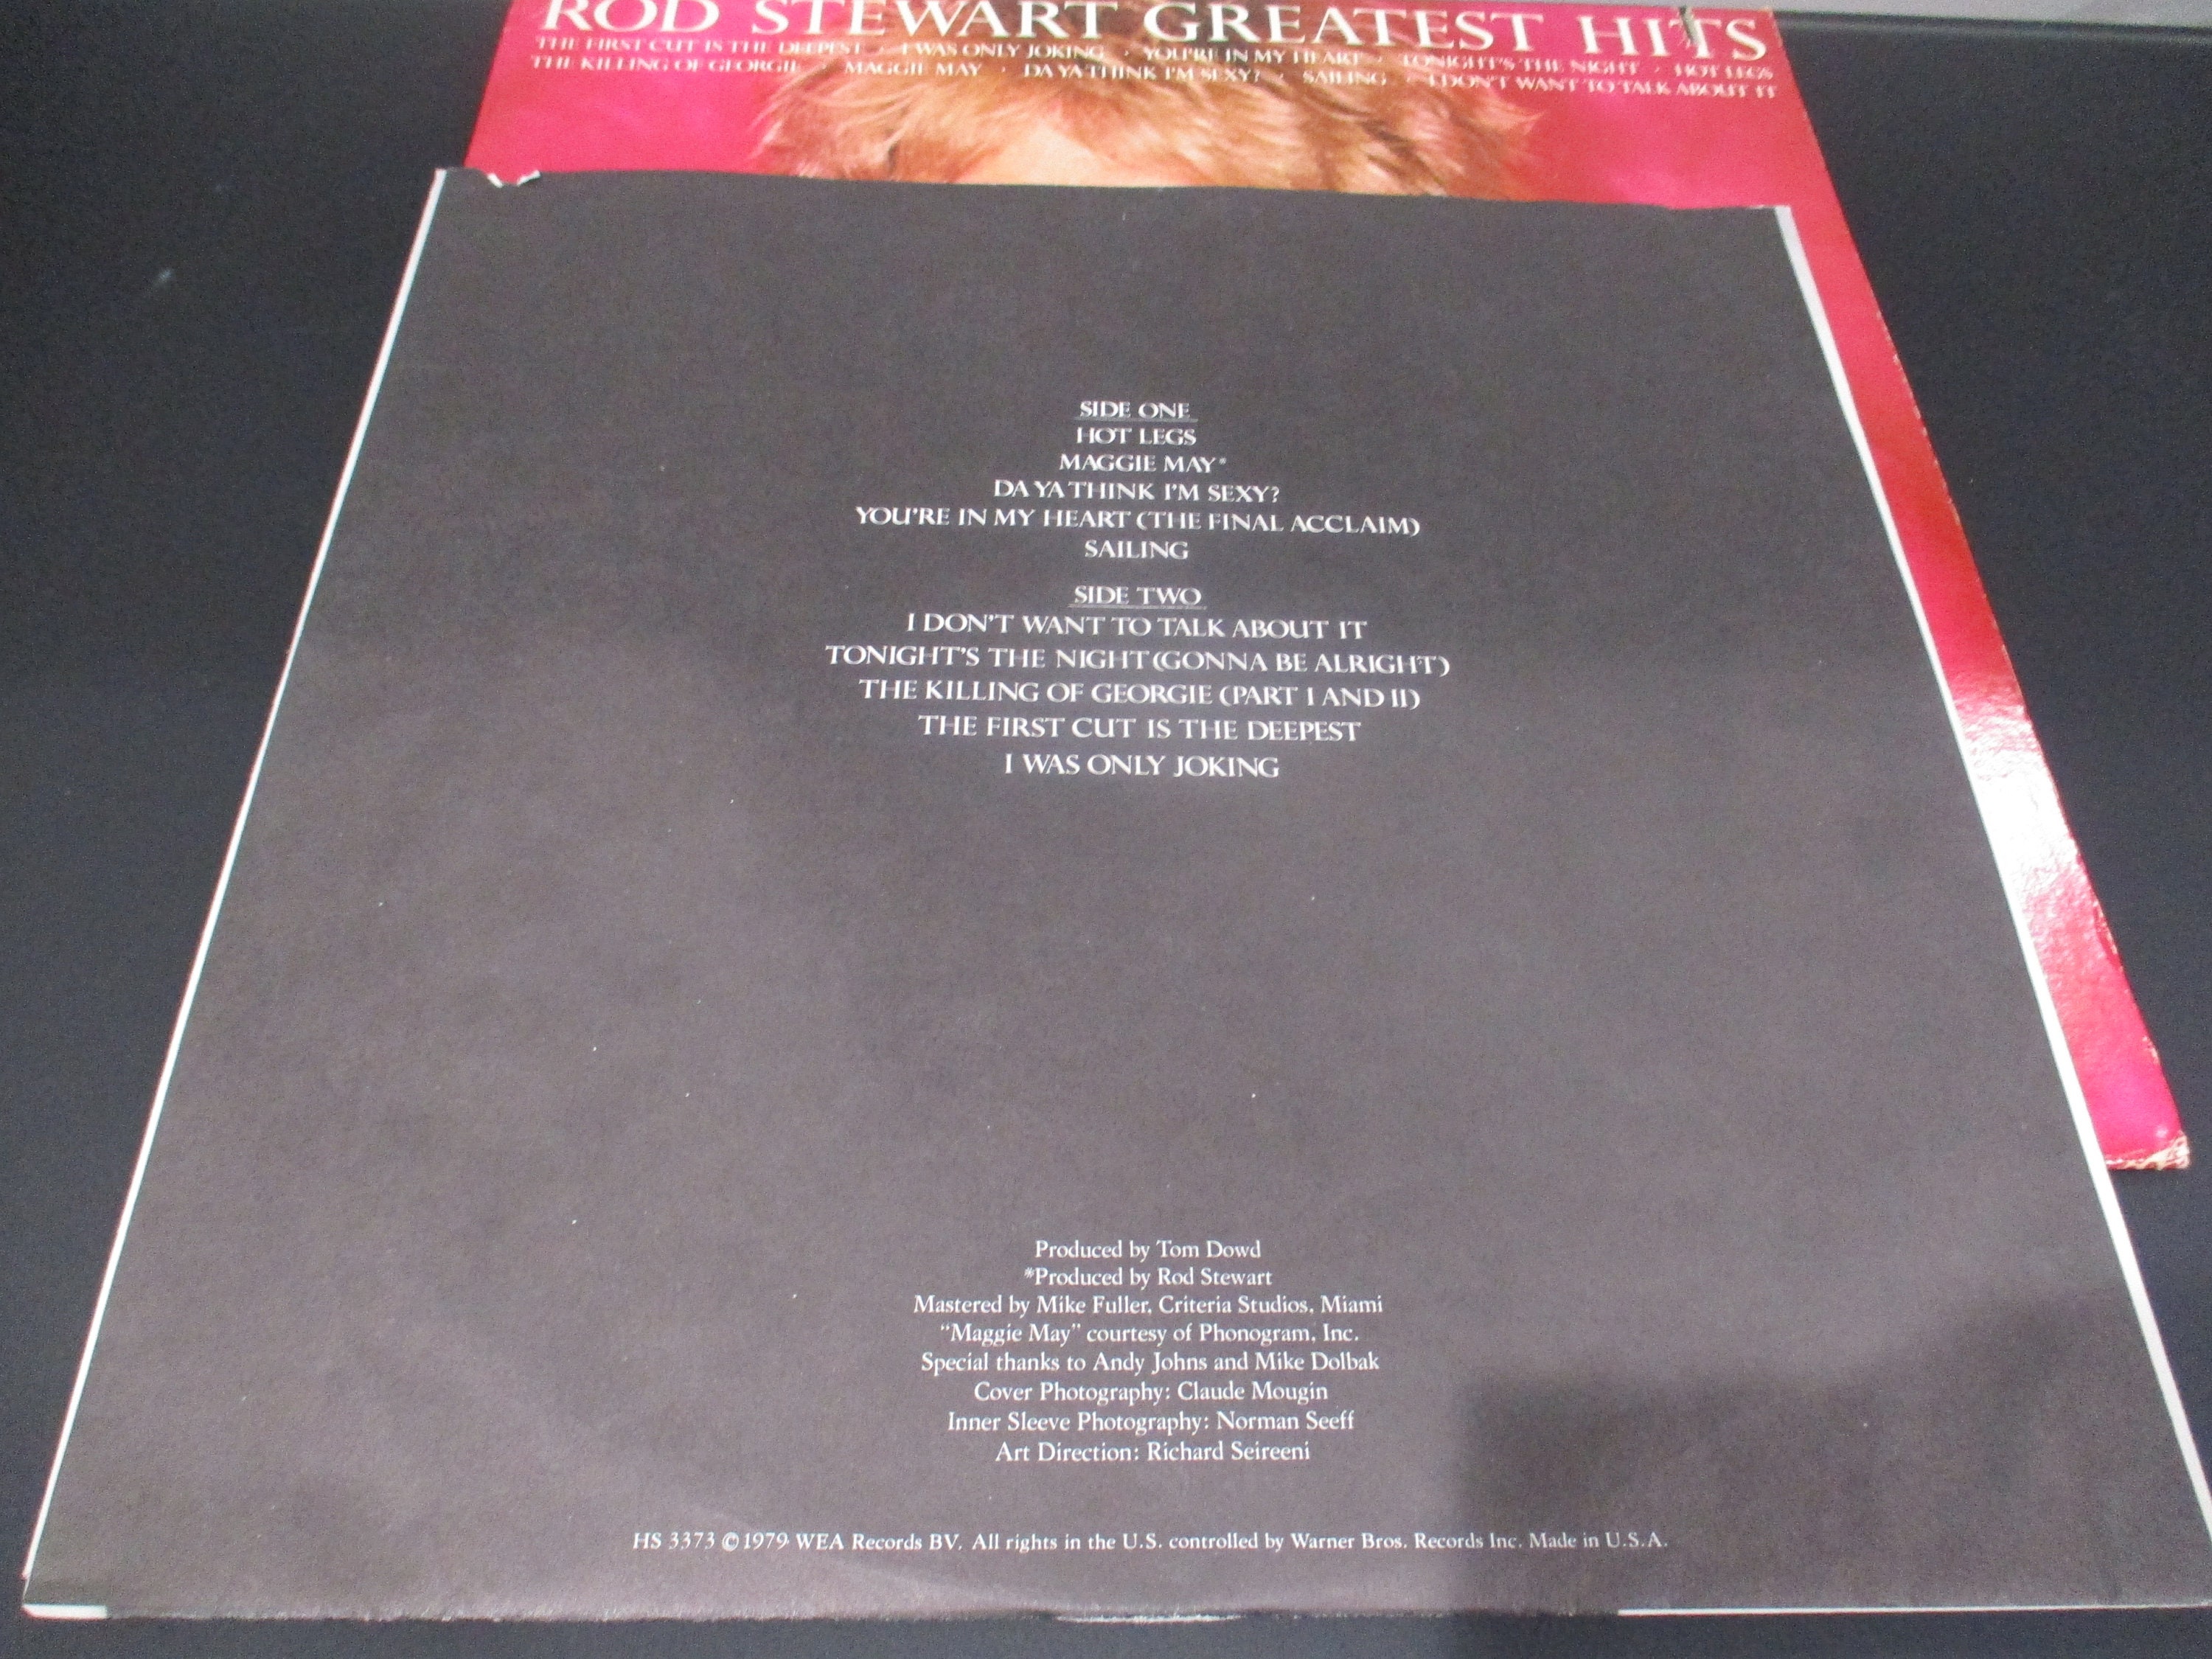 ROD STEWART GREATEST HITS
THE FIRST CUT IS THE DEEPEST · I WAS ONLY JOKING · YOU'RE IN MY HEART · TONIGHT'S THE NIGHT · HOT LEGS
THE KILLING OF GEORGIE · MAGGIE MAY · DA YA THINK I'M SEXY? · SAILING · I DON'T WANT TO TALK ABOUT IT
SIDE ONE
HOT LEGS
MAGGIE MAY*
DA YA THINK I'M SEXY?
YOU'RE IN MY HEART (THE FINAL ACCLAIM)
SAILING
SIDE TWO
I DON'T WANT TO TALK ABOUT IT
TONIGHT'S THE NIGHT (GONNA BE ALRIGHT)
THE KILLING OF GEORGIE (PART I AND II)
THE FIRST CUT IS THE DEEPEST
I WAS ONLY JOKING
Produced by Tom Dowd
*Produced by Rod Stewart
Mastered by Mike Fuller, Criteria Studios, Miami
“Maggie May” courtesy of Phonogram, Inc.
Special thanks to Andy Johns and Mike Dolbak
Cover Photography: Claude Mougin
Inner Sleeve Photography: Norman Seeff
Art Direction: Richard Seireeni
HS 3373 ©1979 WEA Records BV. All rights in the U.S. controlled by Warner Bros. Records Inc. Made in U.S.A.